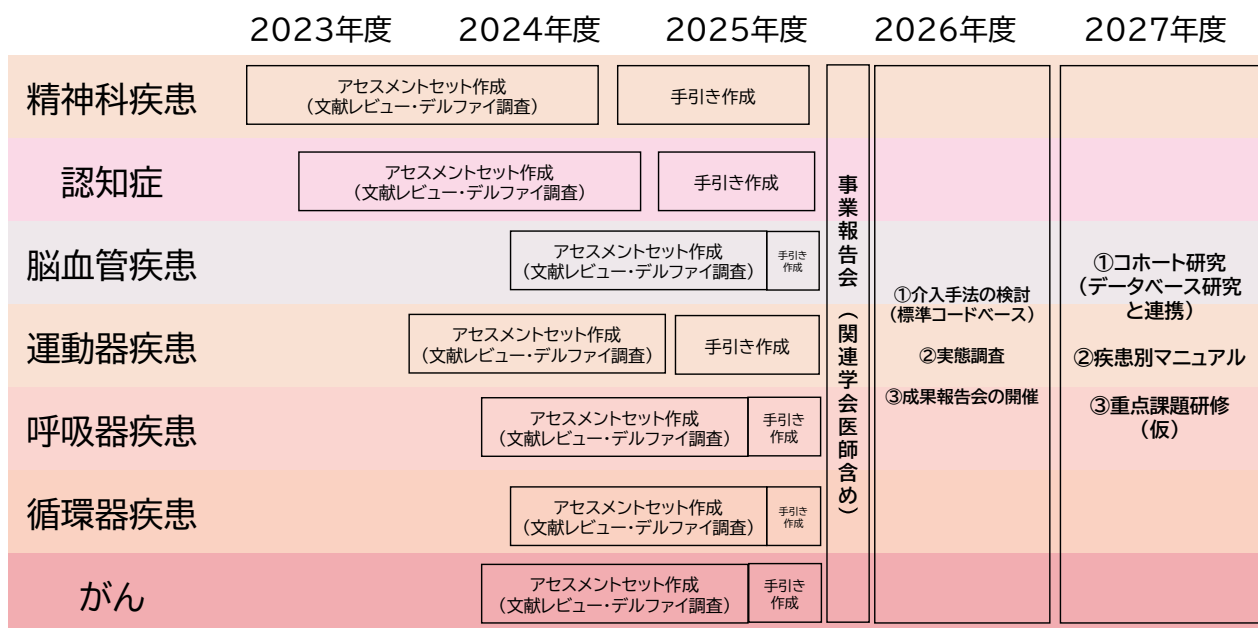 2023年度 2024年度 2025年度 2026年度 2027年度
精神科疾患
アセスメントセット作成
(文献レビュー・デルファイ調査)
手引き作成
認知症
アセスメントセット作成
(文献レビュー・デルファイ調査)
手引き作成
脳血管疾患
アセスメントセット作成
(文献レビュー・デルファイ調査)
手引き
作成
運動器疾患
アセスメントセット作成
(文献レビュー・デルファイ調査)
手引き作成
呼吸器疾患
アセスメントセット作成
(文献レビュー・デルファイ調査)
手引き
作成
循環器疾患
アセスメントセット作成
(文献レビュー・デルファイ調査)
手引き
作成
がん
アセスメントセット作成
(文献レビュー・デルファイ調査)
手引き
作成
事業報告会(関連学会医師含め)
①介入手法の検討
(標準コードベース)
②実態調査
③成果報告会の開催
①コホート研究
(データベース研究
と連携)
②疾患別マニュアル
③重点課題研修
(仮)